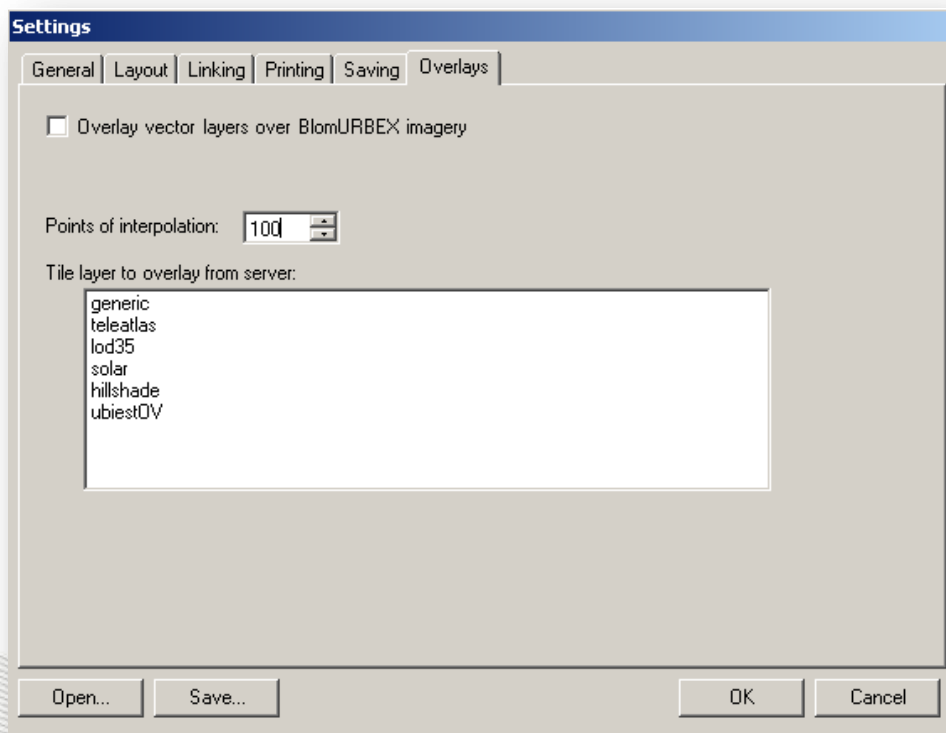 Settings
General Layout Linking Printing Saving Overlays
Overlay vector layers over BlomURBEX imagery
Points of interpolation: 100
Tile layer to overlay from server:
generic
teleatlas
lod35
solar
hillshade
ubiestOV
Open... Save... OK Cancel